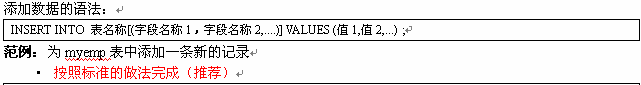 添加数据的语法：
INSERT INTO 表名称[(字段名称 1，字段名称 2,....)] VALUES (值 1,值 2,...) ;
范例：为 myemp 表中添加一条新的记录
▪ 按照标准的做法完成（推荐）